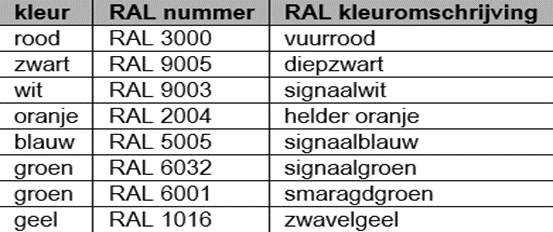 kleur RAL nummer RAL kleuromschrijving
rood RAL 3000 vuurrood
zwart RAL 9005 diepzwart
wit RAL 9003 signaalwit
oranje RAL 2004 helder oranje
blauw RAL 5005 signaalblauw
groen RAL 6032 signaalgroen
groen RAL 6001 smaragdgroen
geel RAL 1016 zwavelgeel